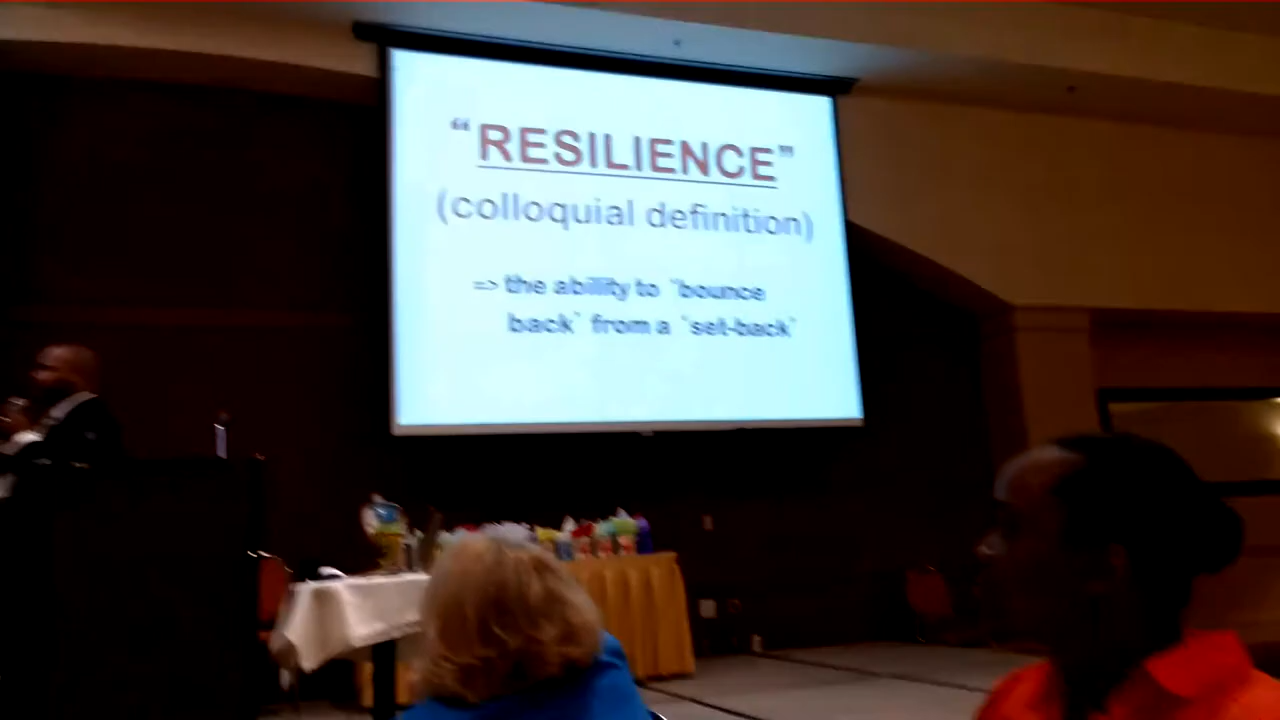 “RESILIENCE”
(colloquial definition)
=> the ability to ‘bounce
back’ from a ‘set-back’